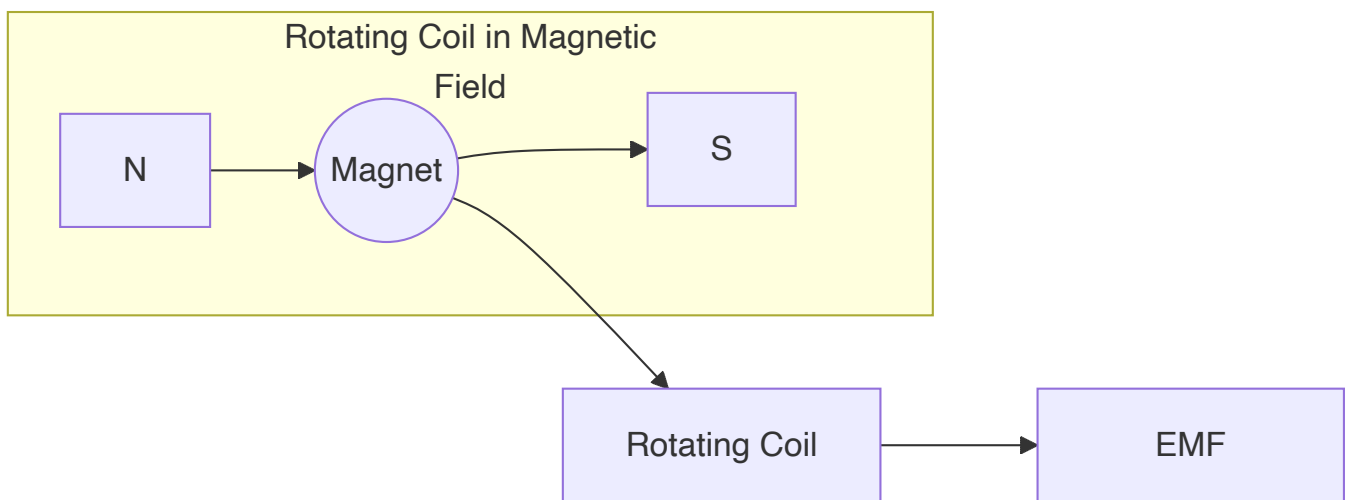 Rotating Coil in Magnetic
Field
N
Magnet
S
Rotating Coil
EMF